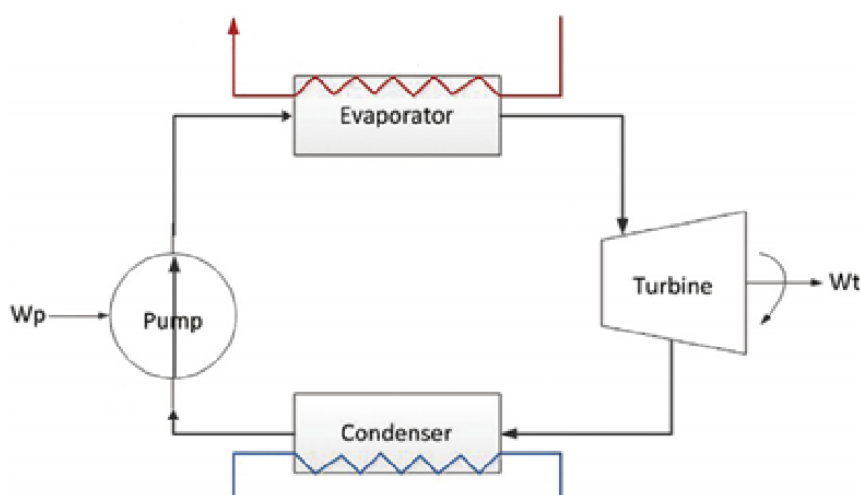 Evaporator
Turbine
Wt
Wp
Pump
Condenser